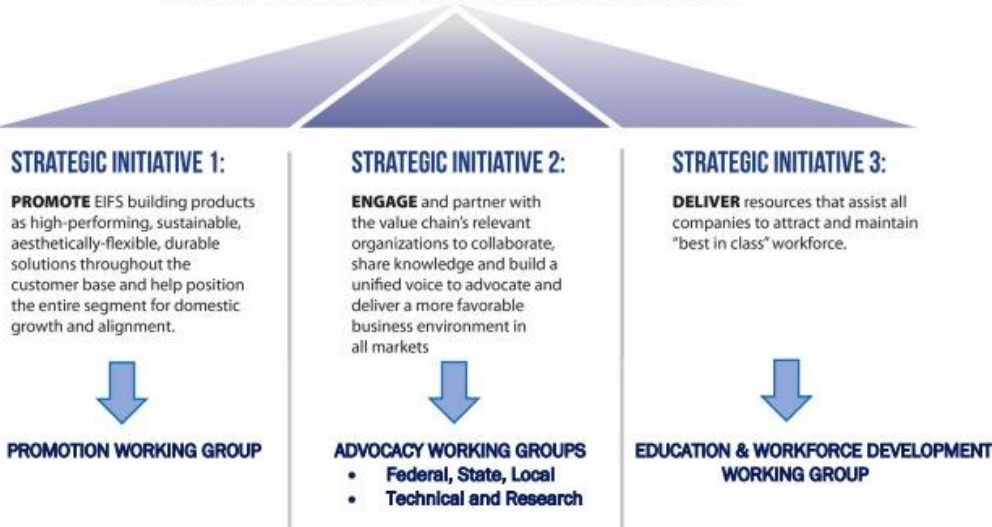 STRATEGIC INITIATIVE 1:
PROMOTE EIFS building products
as high-performing, sustainable,
aesthetically-flexible, durable
solutions throughout the
customer base and help position
the entire segment for domestic
growth and alignment.
PROMOTION WORKING GROUP
STRATEGIC INITIATIVE 2:
ENGAGE and partner with
the value chain's relevant
organizations to collaborate,
share knowledge and build a
unified voice to advocate and
deliver a more favorable
business environment in
all markets
ADVOCACY WORKING GROUPS
• Federal, State, Local
• Technical and Research
STRATEGIC INITIATIVE 3:
DELIVER resources that assist all
companies to attract and maintain
"best in class" workforce.
EDUCATION & WORKFORCE DEVELOPMENT
WORKING GROUP